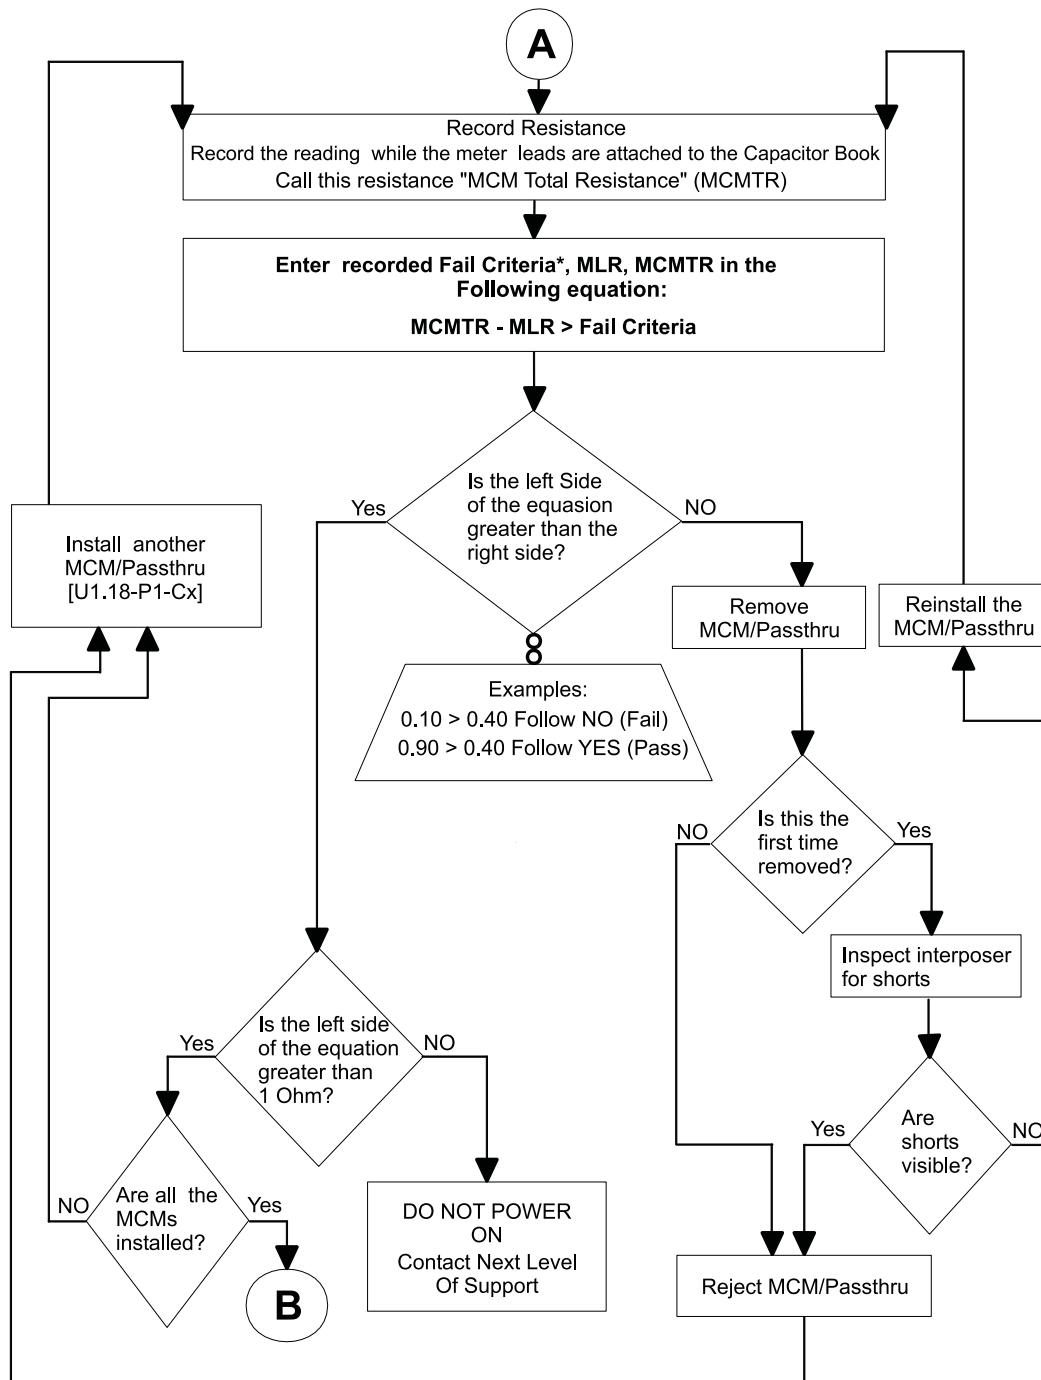 A
Record Resistance
Record the reading while the meter leads are attached to the Capacitor Book
Call this resistance "MCM Total Resistance" (MCMTR)
Enter recorded Fail Criteria*, MLR, MCMTR in the
Following equation:
MCMTR - MLR > Fail Criteria
Is the left Side
of the equasion
greater than the
right side?
Yes
NO
Install another
MCM/Passthru
[U1.18-P1-Cx]
Remove
MCM/Passthru
Reinstall the
MCM/Passthru
Examples:
0.10 > 0.40 Follow NO (Fail)
0.90 > 0.40 Follow YES (Pass)
Is this the
first time
removed?
NO
Yes
Inspect interposer
for shorts
Is the left side
of the equation
greater than
1 Ohm?
Yes
NO
Are
shorts
visible?
Yes
NO
Are all the
MCMs
installed?
NO
Yes
DO NOT POWER
ON
Contact Next Level
Of Support
Reject MCM/Passthru
B